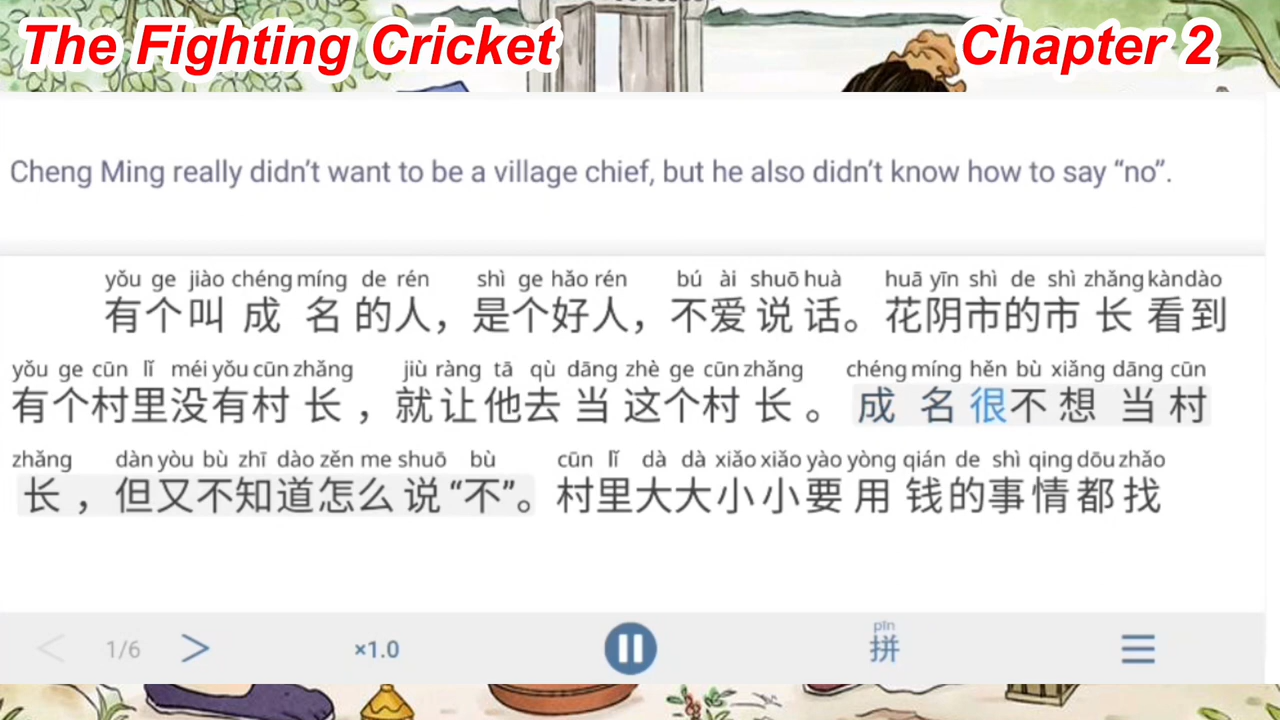 The Fighting Cricket
Chapter 2
Cheng Ming really didn’t want to be a village chief, but he also didn’t know how to say “no”.
yǒu ge jiào chéng míng de rén shì ge hǎo rén bú ài shuō huà huā yīn shì de shì zhǎng kàn dào
有个叫成名的人，是个好人，不爱说话。花阴市的市长看到
yǒu ge cūn lǐ méi yǒu cūn zhǎng jiù ràng tā qù dāng zhè ge cūn zhǎng chéng míng hěn bù xiǎng dāng cūn
有个村里没有村长，就让他去当这个村长。成名很不想当村
zhǎng dàn yòu bù zhī dào zěn me shuō bù cūn lǐ dà dà xiǎo xiǎo yào yòng qián de shì qing dōu zhǎo
长，但又不知道怎么说“不”。村里大大小小要用钱的事情都找
1/6
×1.0
pīn
拼